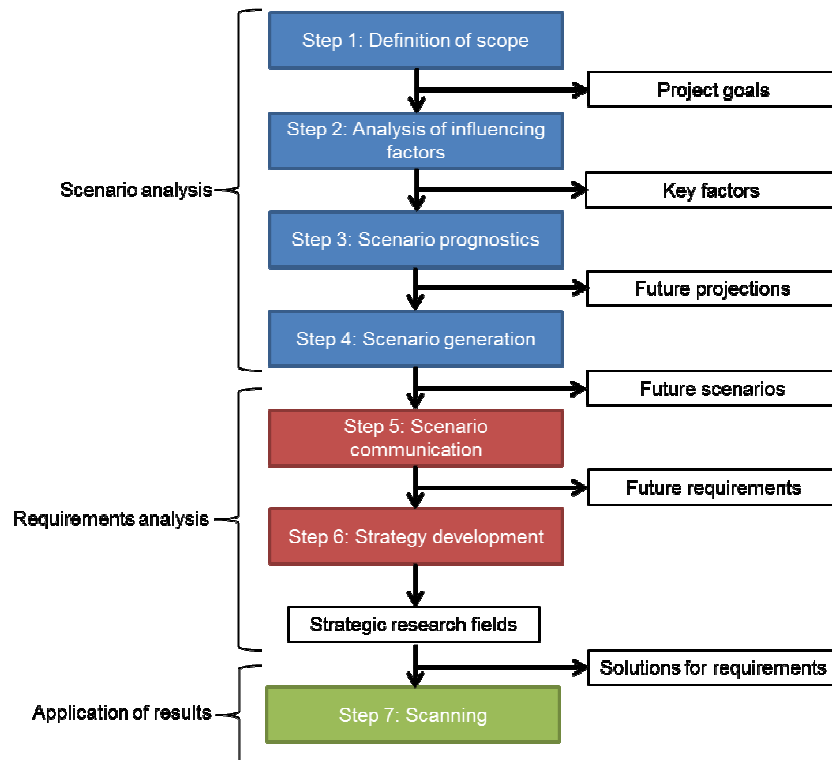 Step 1: Definition of scope
Project goals
Step 2: Analysis of influencing
factors
Scenario analysis
Key factors
Step 3: Scenario prognostics
Future projections
Step 4: Scenario generation
Future scenarios
Step 5: Scenario
communication
Future requirements
Requirements analysis
Step 6: Strategy development
Strategic research fields
Solutions for requirements
Application of results
Step 7: Scanning